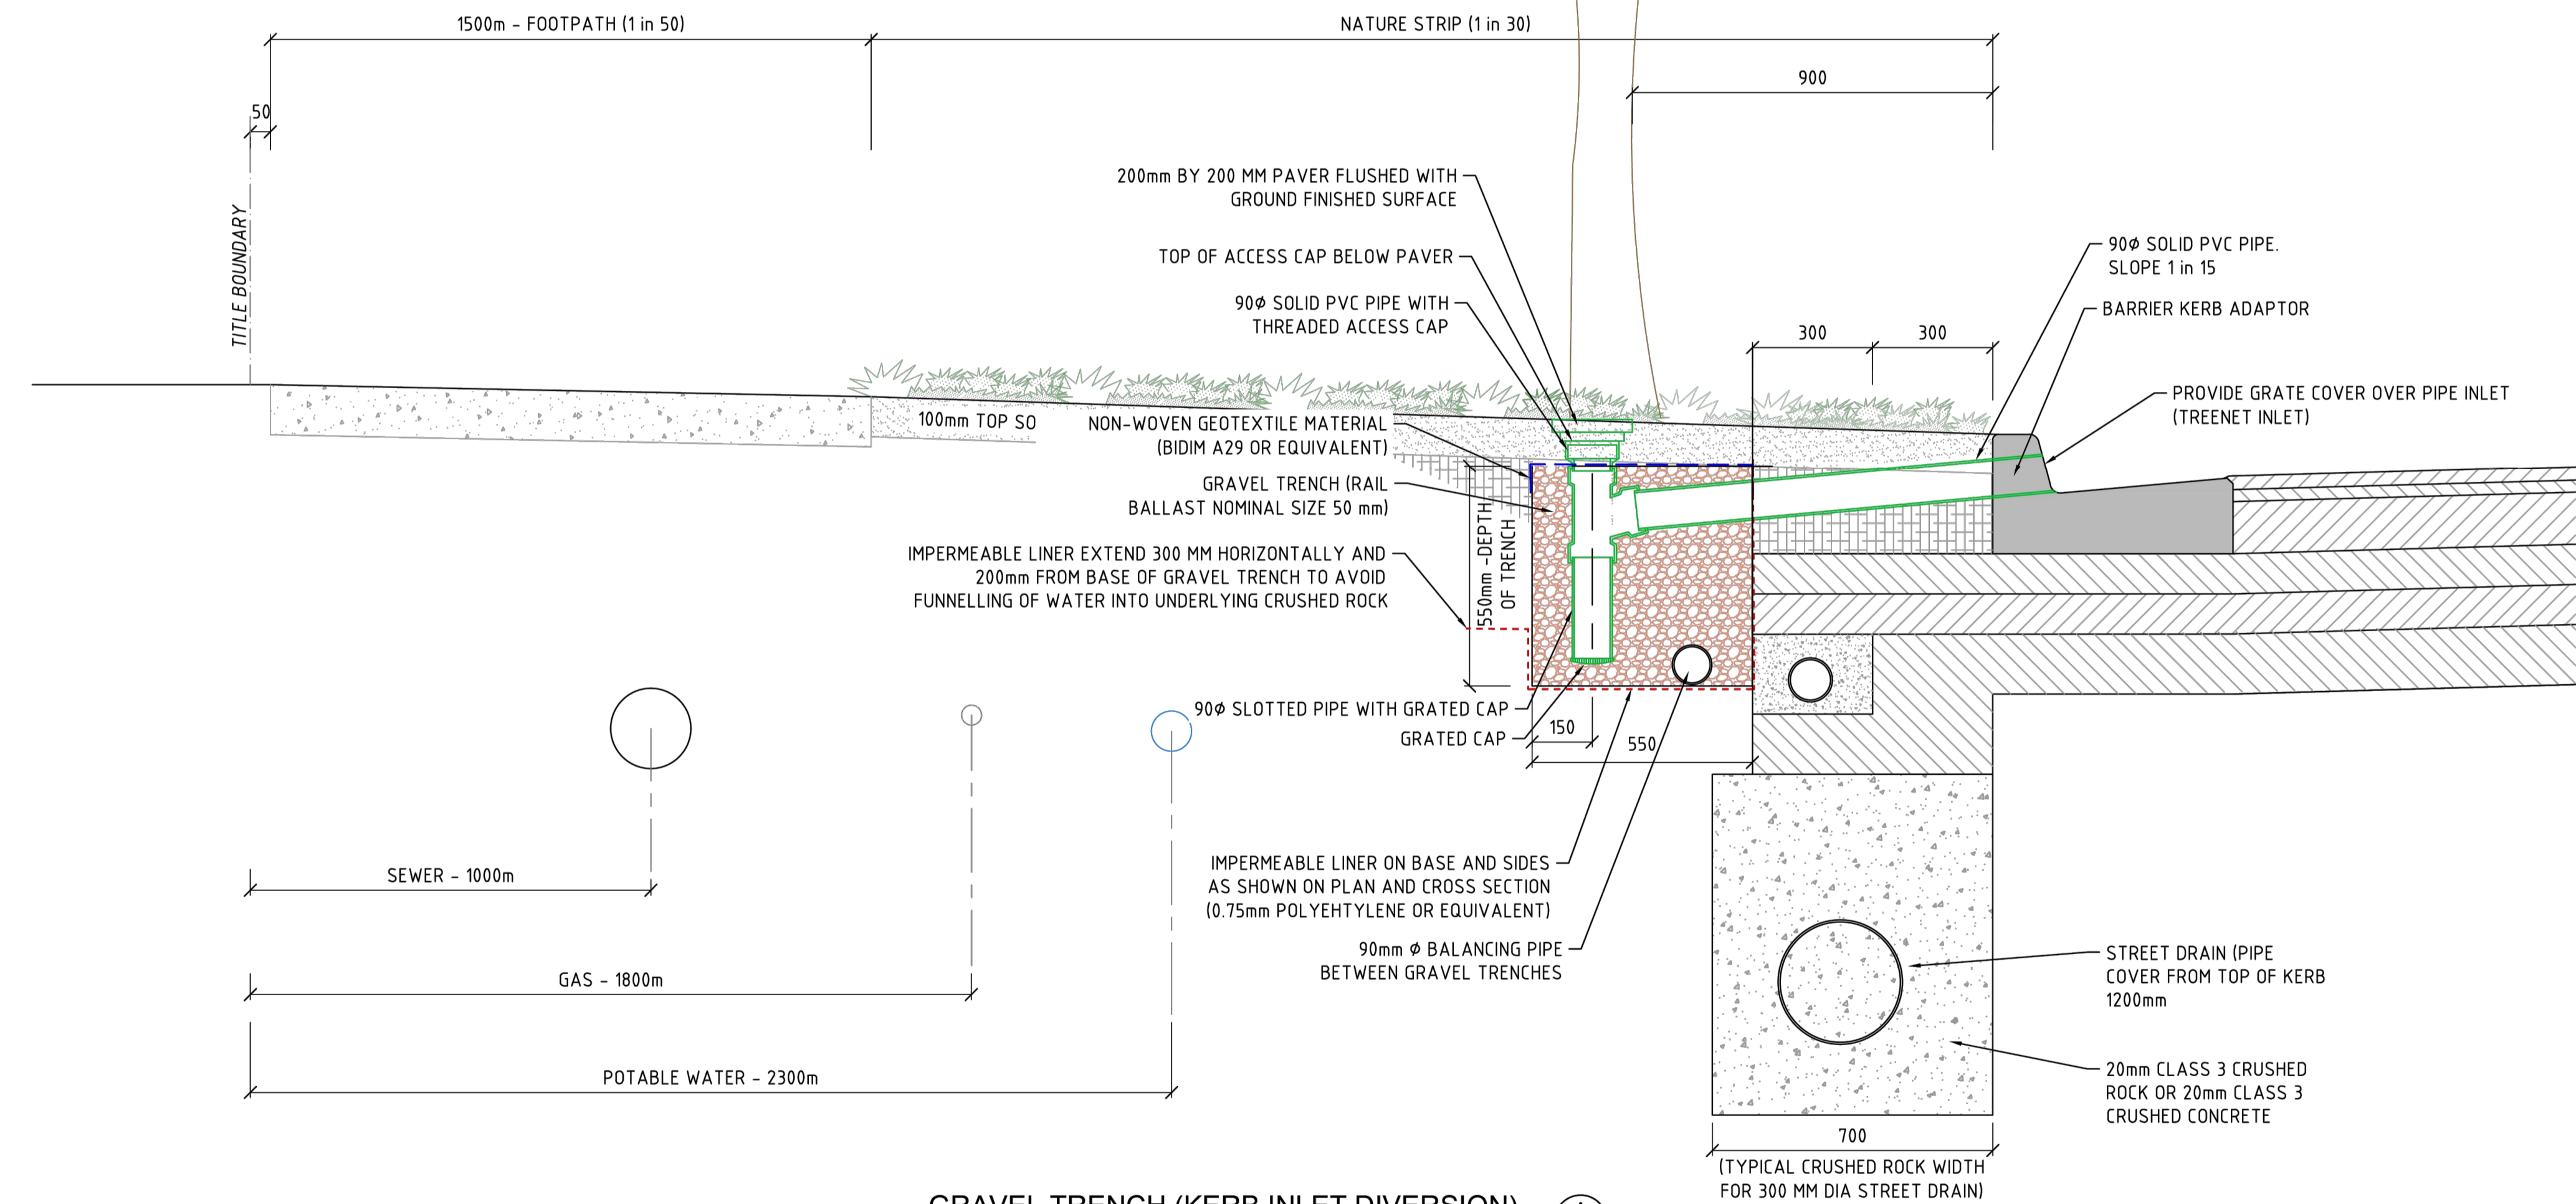 1500m - FOOTPATH (1 in 50)
NATURE STRIP (1 in 30)
900
50
TITLE BOUNDARY
200mm BY 200 MM PAVER FLUSHED WITH
GROUND FINISHED SURFACE
TOP OF ACCESS CAP BELOW PAVER
90Ø SOLID PVC PIPE WITH
THREADED ACCESS CAP
90Ø SOLID PVC PIPE.
SLOPE 1 in 15
BARRIER KERB ADAPTOR
300
300
PROVIDE GRATE COVER OVER PIPE INLET
(TREENET INLET)
100mm TOP SO
NON-WOVEN GEOTEXTILE MATERIAL
(BIDIM A29 OR EQUIVALENT)
GRAVEL TRENCH (RAIL
BALLAST NOMINAL SIZE 50 mm)
550mm -DEPTH
OF TRENCH
IMPERMEABLE LINER EXTEND 300 MM HORIZONTALLY AND
200mm FROM BASE OF GRAVEL TRENCH TO AVOID
FUNNELLING OF WATER INTO UNDERLYING CRUSHED ROCK
90Ø SLOTTED PIPE WITH GRATED CAP
GRATED CAP
150
550
SEWER - 1000m
GAS - 1800m
POTABLE WATER - 2300m
IMPERMEABLE LINER ON BASE AND SIDES
AS SHOWN ON PLAN AND CROSS SECTION
(0.75mm POLYEHTYLENE OR EQUIVALENT)
90mm Ø BALANCING PIPE
BETWEEN GRAVEL TRENCHES
STREET DRAIN (PIPE
COVER FROM TOP OF KERB
1200mm
20mm CLASS 3 CRUSHED
ROCK OR 20mm CLASS 3
CRUSHED CONCRETE
700
(TYPICAL CRUSHED ROCK WIDTH
FOR 300 MM DIA STREET DRAIN)
GRAVEL TRENCH (KERB INLET DIVERSION)